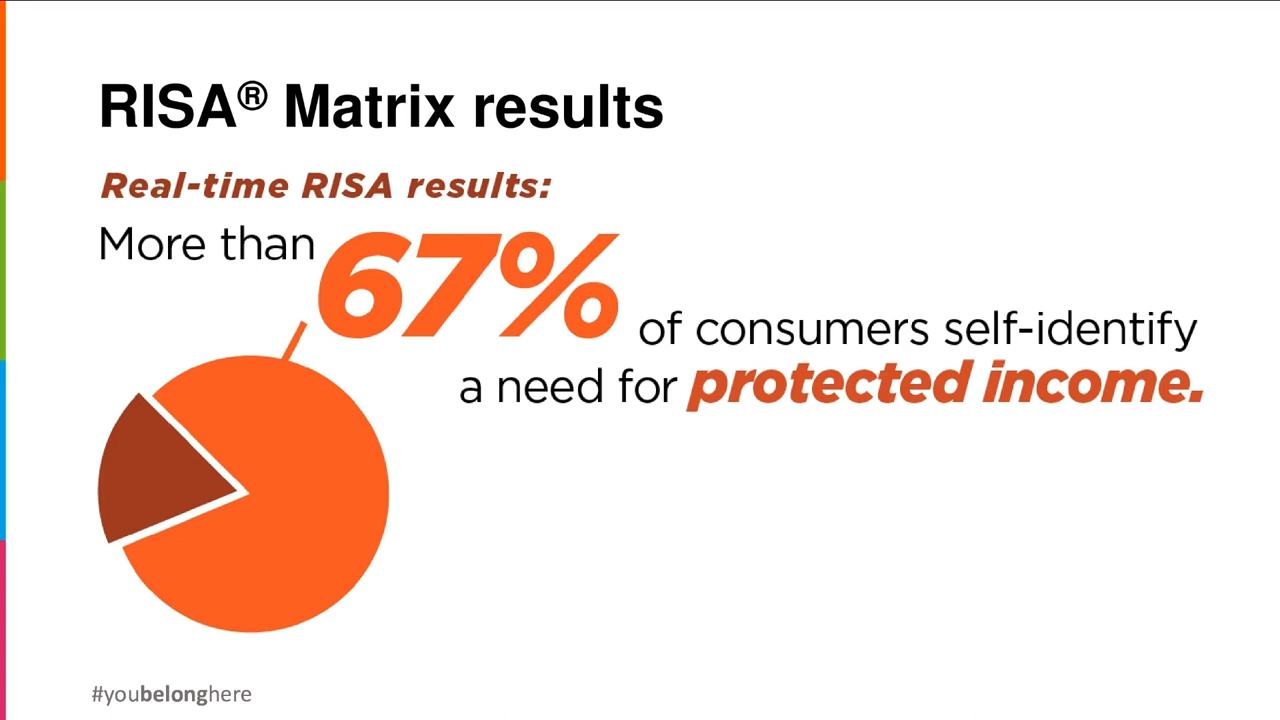 RISA® Matrix results
Real-time RISA results:
More than 67%
of consumers self-identify
a need for protected income.
#youbelonghere